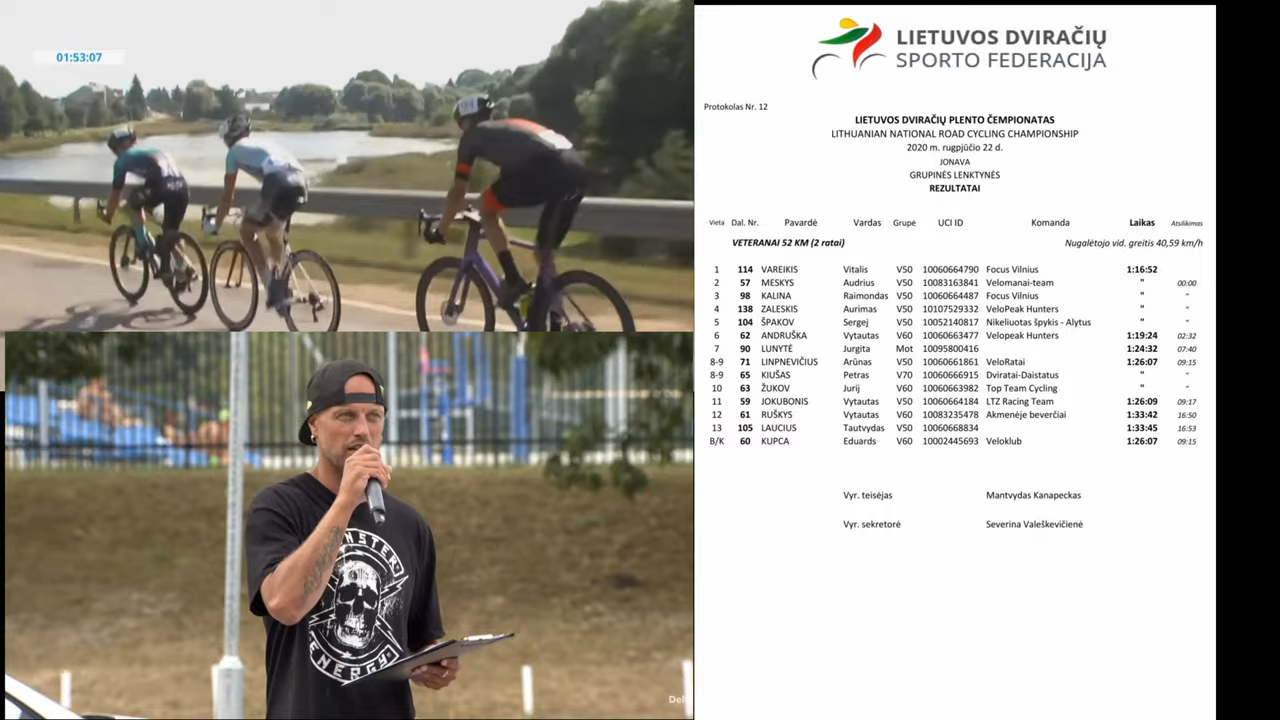 01:53:07
LIETUVOS DVIRAČIŲ
SPORTO FEDERACIJA
Protokolas Nr. 12
LIETUVOS DVIRAČIŲ PLENTO ČEMPIONATAS
LITHUANIAN NATIONAL ROAD CYCLING CHAMPIONSHIP
2020 m. rugpjūčio 22 d.
JONAVA
GRUPINĖS LENKTYNĖS
REZULTATAI
Vieta Dal. Nr. Pavardė Vardas Grupė UCI ID Komanda Laikas Atsilikimas
VETERANAI 52 KM (2 ratai) Nugalėtojo vid. greitis 40,59 km/h
1 114 VAREIKIS Vitalis V50 10060664790 Focus Vilnius 1:16:52
2 57 MESKYS Audrius V50 10083163841 Velomanai-team " 00:00
3 98 KALINA Raimondas V50 10060664487 Focus Vilnius " "
4 138 ZALESKIS Aurimas V50 10107529332 VeloPeak Hunters " "
5 104 ŠPAKOV Sergej V50 10052140817 Nikeliuotas špykis - Alytus " "
6 62 ANDRUŠKA Vytautas V60 10060663477 Velopeak Hunters 1:19:24 02:32
7 90 LUNYTĖ Jurgita Mot 10095800416 1:24:32 07:40
8-9 71 LINPNEVIČIUS Arūnas V50 10060661861 VeloRatai 1:26:07 09:15
8-9 65 KIUŠAS Petras V70 10060666915 Dviratai-Daistatus " "
10 63 ŽUKOV Jurij V60 10060663982 Top Team Cycling " "
11 59 JOKUBONIS Vytautas V50 10060664184 LTZ Racing Team 1:26:09 09:17
12 61 RUŠKYS Vytautas V60 10083235478 Akmenėje beverčiai 1:33:42 16:50
13 105 LAUCIUS Tautvydas V50 10060668834 1:33:45 16:53
B/K 60 KUPCA Eduards V60 10002445693 Veloklub 1:26:07 09:15
Vyr. teisėjas Mantvydas Kanapeckas
Vyr. sekretorė Severina Valeškevičienė
MONSTER
ENERGY